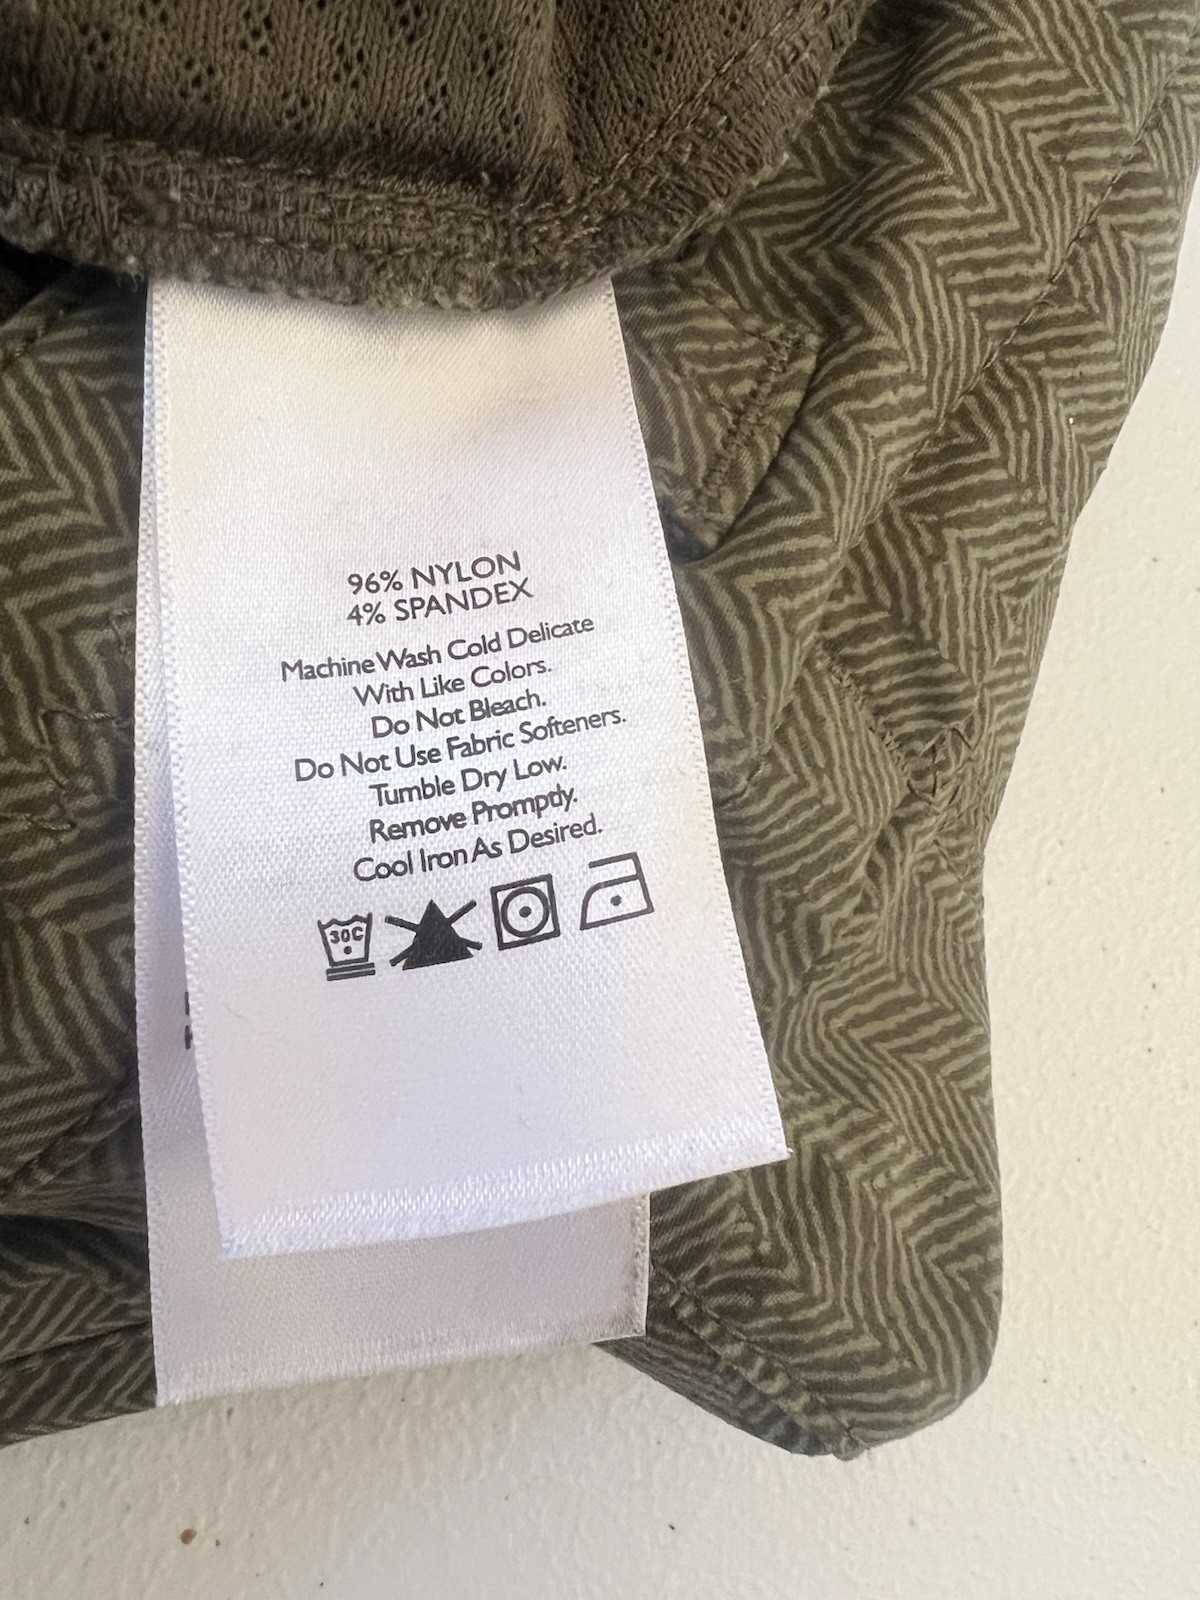 96% NYLON
4% SPANDEX
Machine Wash Cold Delicate
With Like Colors.
Do Not Bleach.
Do Not Use Fabric Softeners.
Tumble Dry Low.
Remove Promptly.
Cool Iron As Desired.
30C